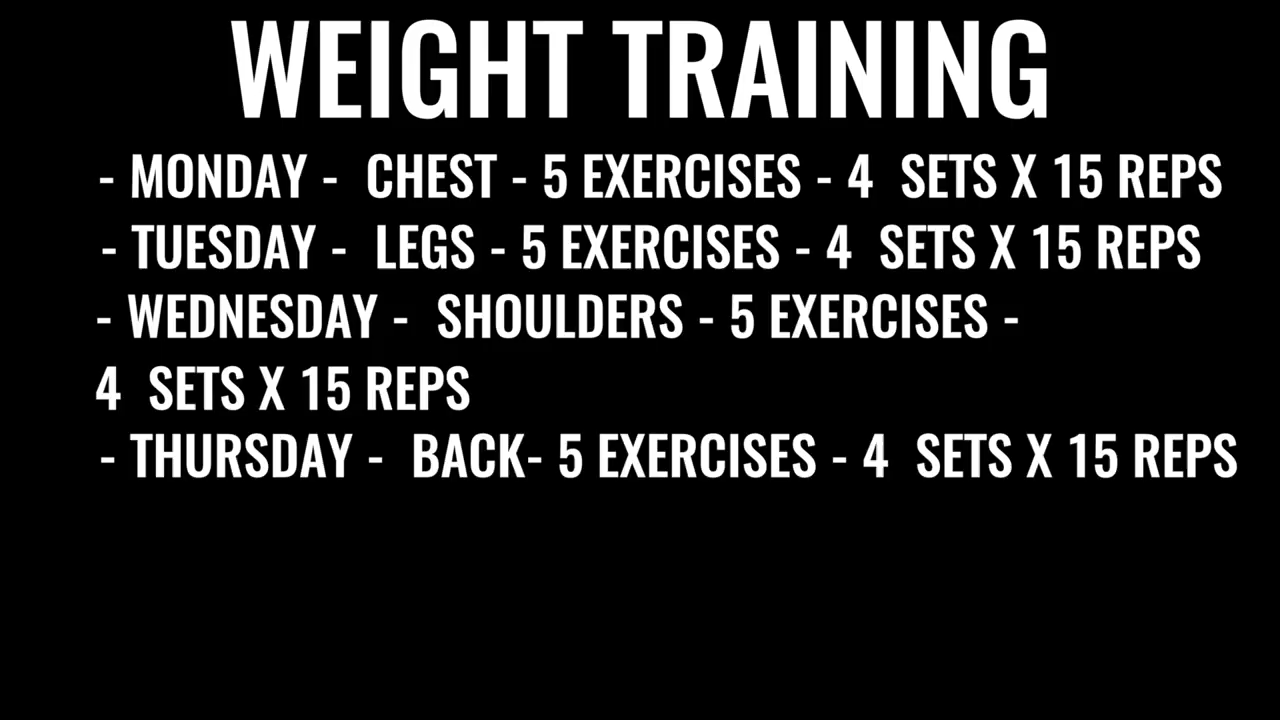 WEIGHT TRAINING
- MONDAY - CHEST - 5 EXERCISES - 4 SETS X 15 REPS
- TUESDAY - LEGS - 5 EXERCISES - 4 SETS X 15 REPS
- WEDNESDAY - SHOULDERS - 5 EXERCISES -
4 SETS X 15 REPS
- THURSDAY - BACK- 5 EXERCISES - 4 SETS X 15 REPS